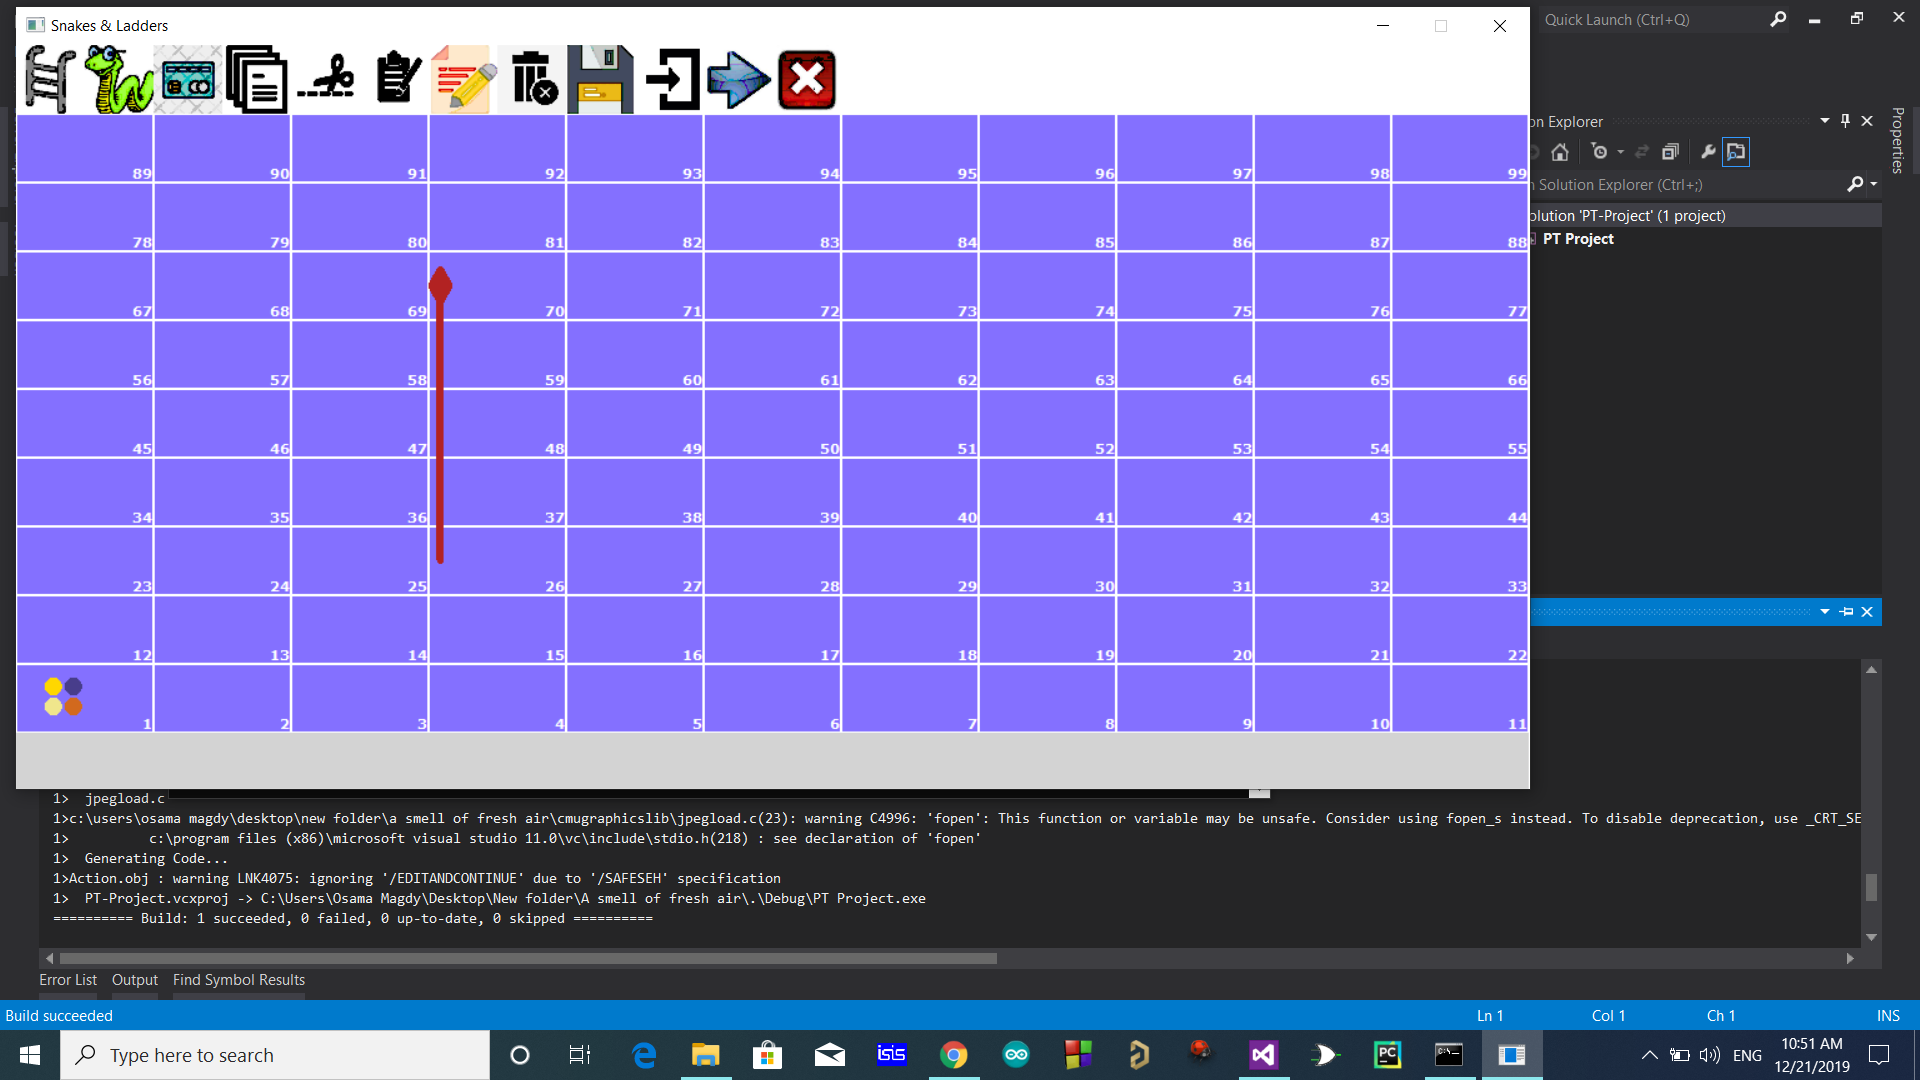 Snakes & Ladders
Quick Launch (Ctrl+Q)
89 90 91 92 93 94 95 96 97 98 99
78 79 80 81 82 83 84 85 86 87 88
67 68 69 70 71 72 73 74 75 76 77
56 57 58 59 60 61 62 63 64 65 66
45 46 47 48 49 50 51 52 53 54 55
34 35 36 37 38 39 40 41 42 43 44
23 24 25 26 27 28 29 30 31 32 33
12 13 14 15 16 17 18 19 20 21 22
1 2 3 4 5 6 7 8 9 10 11
on Explorer
Properties
Solution Explorer (Ctrl+;)
olution 'PT-Project' (1 project)
PT Project
1>  jpegload.c
1>c:\users\osama magdy\desktop\new folder\a smell of fresh air\cmugraphicslib\jpegload.c(23): warning C4996: 'fopen': This function or variable may be unsafe. Consider using fopen_s instead. To disable deprecation, use _CRT_SE
1>          c:\program files (x86)\microsoft visual studio 11.0\vc\include\stdio.h(218) : see declaration of 'fopen'
1>  Generating Code...
1>Action.obj : warning LNK4075: ignoring '/EDITANDCONTINUE' due to '/SAFESEH' specification
1>  PT-Project.vcxproj -> C:\Users\Osama Magdy\Desktop\New folder\A smell of fresh air\.\Debug\PT Project.exe
========== Build: 1 succeeded, 0 failed, 0 up-to-date, 0 skipped ==========
Error List Output Find Symbol Results
Build succeeded Ln 1 Col 1 Ch 1 INS
Type here to search
isis
PC
ENG
10:51 AM
12/21/2019